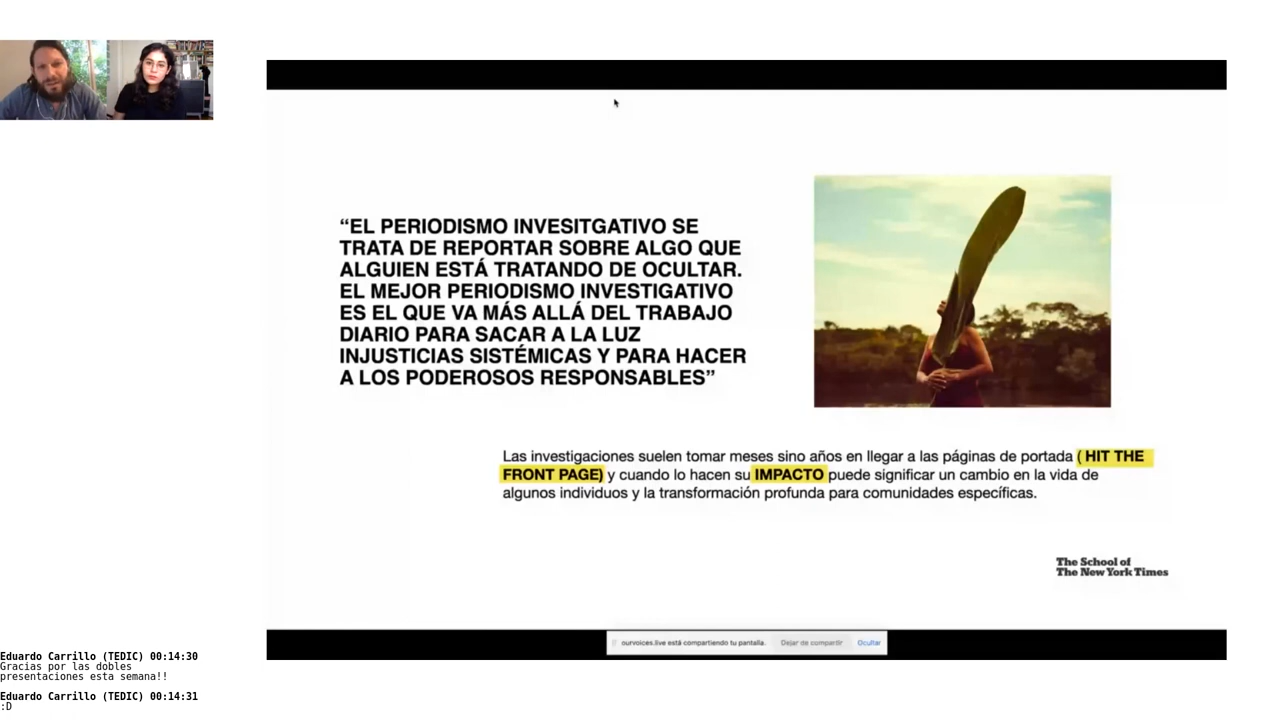 “EL PERIODISMO INVESITGATIVO SE
TRATA DE REPORTAR SOBRE ALGO QUE
ALGUIEN ESTÁ TRATANDO DE OCULTAR.
EL MEJOR PERIODISMO INVESTIGATIVO
ES EL QUE VA MÁS ALLÁ DEL TRABAJO
DIARIO PARA SACAR A LA LUZ
INJUSTICIAS SISTÉMICAS Y PARA HACER
A LOS PODEROSOS RESPONSABLES”
Las investigaciones suelen tomar meses sino años en llegar a las páginas de portada ( HIT THE
FRONT PAGE) y cuando lo hacen su IMPACTO puede significar un cambio en la vida de
algunos individuos y la transformación profunda para comunidades específicas.
The School of
The New York Times
ourvoices.live está compartiendo tu pantalla. Dejar de compartir Ocultar
Eduardo Carrillo (TEDIC) 00:14:30
Gracias por las dobles
presentaciones esta semana!!
Eduardo Carrillo (TEDIC) 00:14:31
:D